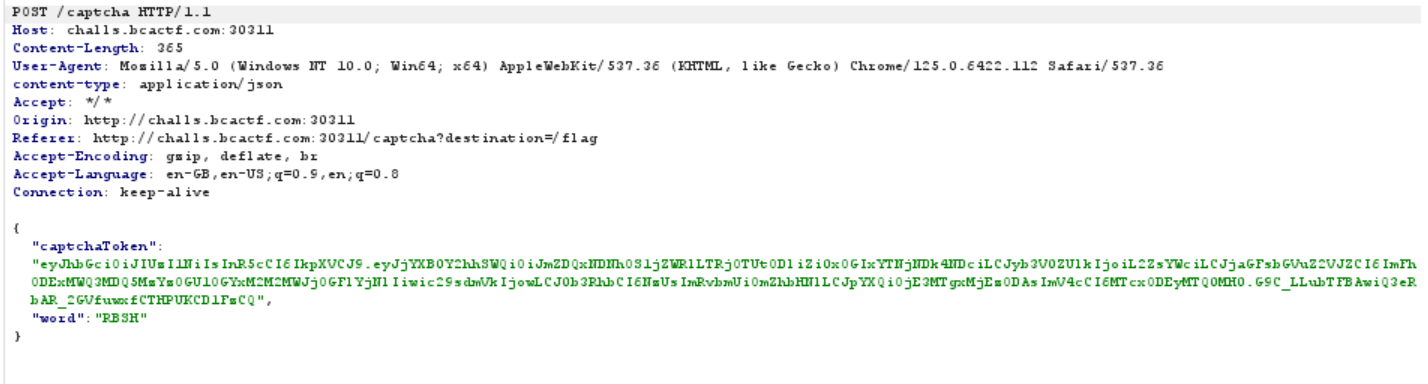 POST /captcha HTTP/1.1
Host: challs.bcactf.com:30311
Content-Length: 365
User-Agent: Mozilla/5.0 (Windows NT 10.0; Win64; x64) AppleWebKit/537.36 (KHTML, like Gecko) Chrome/125.0.6422.112 Safari/537.36
content-type: application/json
Accept: */*
Origin: http://challs.bcactf.com:30311
Referer: http://challs.bcactf.com:30311/captcha?destination=/flag
Accept-Encoding: gzip, deflate, br
Accept-Language: en-GB,en-US;q=0.9,en;q=0.8
Connection: keep-alive
{
"captchaToken":
"eyJhbGciOiJIUzI1NiIsInR5cCI6IkpXVCJ9.eyJjYXB0Y2hhSWQiOiJmZDQxNDNhOS1jZWRlLTRjOTUtODliZi0xOGIxYTNjNDk4NDciLCJyb3V0ZUlkIjoiL2ZsYWciLCJjaGFsbGVuZ2VJZCI6ImFh
ODExMWQ3MDQ5MzYzOGU1OGYxM2M2MWJjOGFlYjNlIiwic29sdmVkIjowLCJ0b3RhbCI6NzUsImRvbmUiOmZhbHNlLCJpYXQiOjE3MTgxMjEzODAsImV4cCI6MTcxODEyMTQ0MH0.G9C_LLubTFBAwiQ3eR
bAR_2GVfuwxfCTHPUKCD1FsCQ",
"word":"RBSH"
}